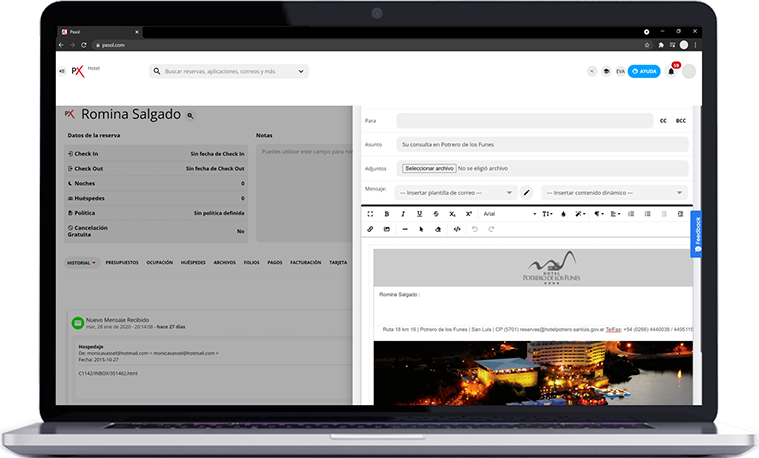 Pxsol
pxsol.com
PX Hotel
Buscar reservas, aplicaciones, correos y más
EVA
AYUDA
59
PX Romina Salgado
Datos de la reserva
Notas
Puedes utilizar este campo para not
Check In Sin fecha de Check In
Check Out Sin fecha de Check Out
Noches 0
Huéspedes 0
Política Sin política definida
Cancelación Gratuita No
HISTORIAL PRESUPUESTOS OCUPACIÓN HUÉSPEDES ARCHIVOS FOLIOS PAGOS FACTURACIÓN TARJETA
Nuevo Mensaje Recibido
mar, 28 ene de 2020 - 20:14:08 - hace 27 días
Hospedaje
De: monicavassel@hotmail.com < monicavassel@hotmail.com >
Fecha: 2015-10-27
C1142/INBOX/351462.html
Para CC BCC
Asunto Su consulta en Potrero de los Funes
Adjuntos Seleccionar archivo No se eligió archivo
Mensaje: --- Insertar plantilla de correo --- --- Insertar contenido dinámico ---
B I U S X₂ X² Arial
Feedback
HOTEL
POTRERO DE LOS FUNES
Romina Salgado :
Ruta 18 km 16 | Potrero de los Funes | San Luis | CP (5701) reserves@hotelpotrero.sanluis.gov.ar TelFax: +54 (0266) 4440038 / 4495115